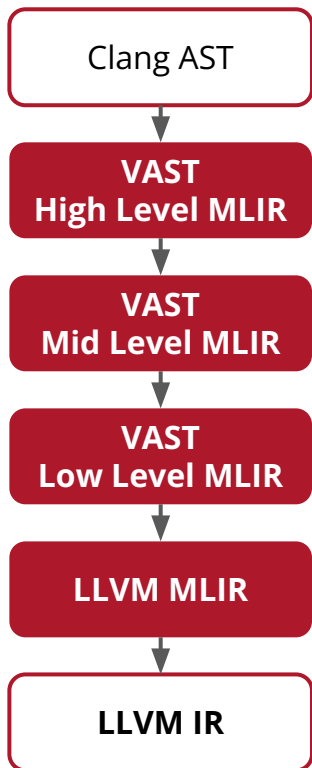 Clang AST
VAST
High Level MLIR
VAST
Mid Level MLIR
VAST
Low Level MLIR
LLVM MLIR
LLVM IR